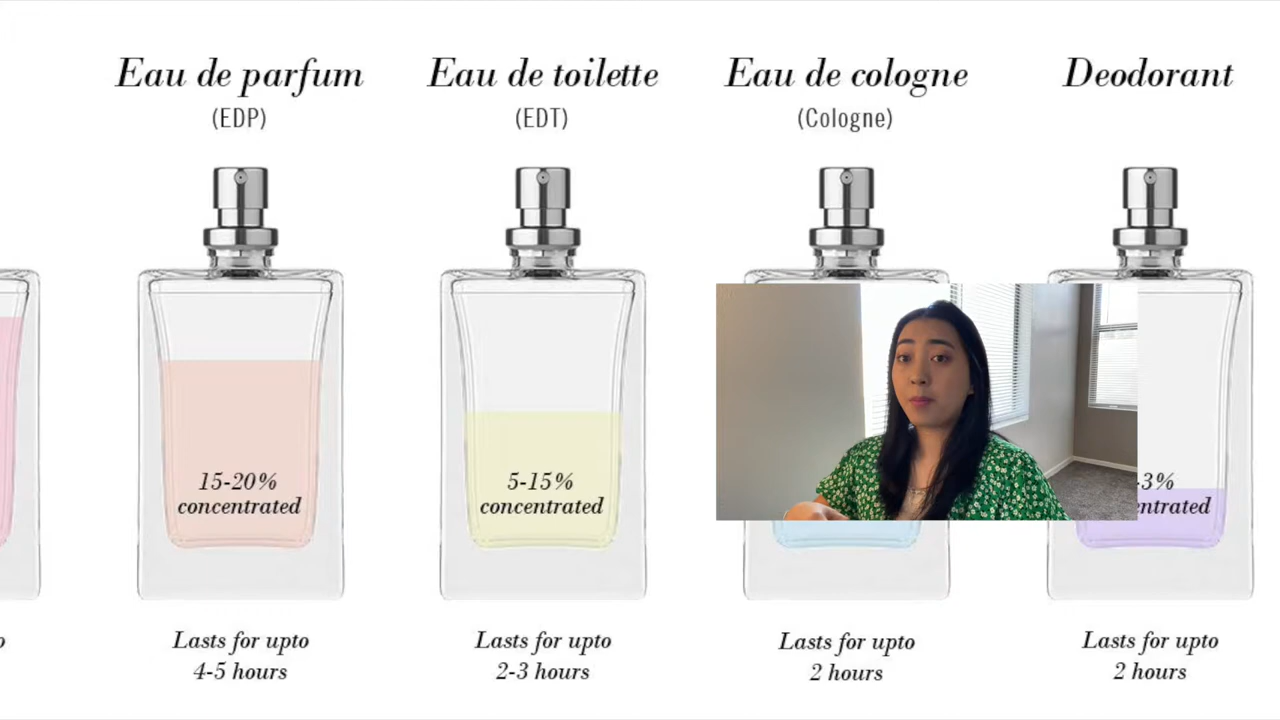 Eau de parfum
(EDP)
15-20%
concentrated
Lasts for upto
4-5 hours
Eau de toilette
(EDT)
5-15%
concentrated
Lasts for upto
2-3 hours
Eau de cologne
(Cologne)
Lasts for upto
2 hours
Deodorant
-3%
Lasts for upto
2 hours